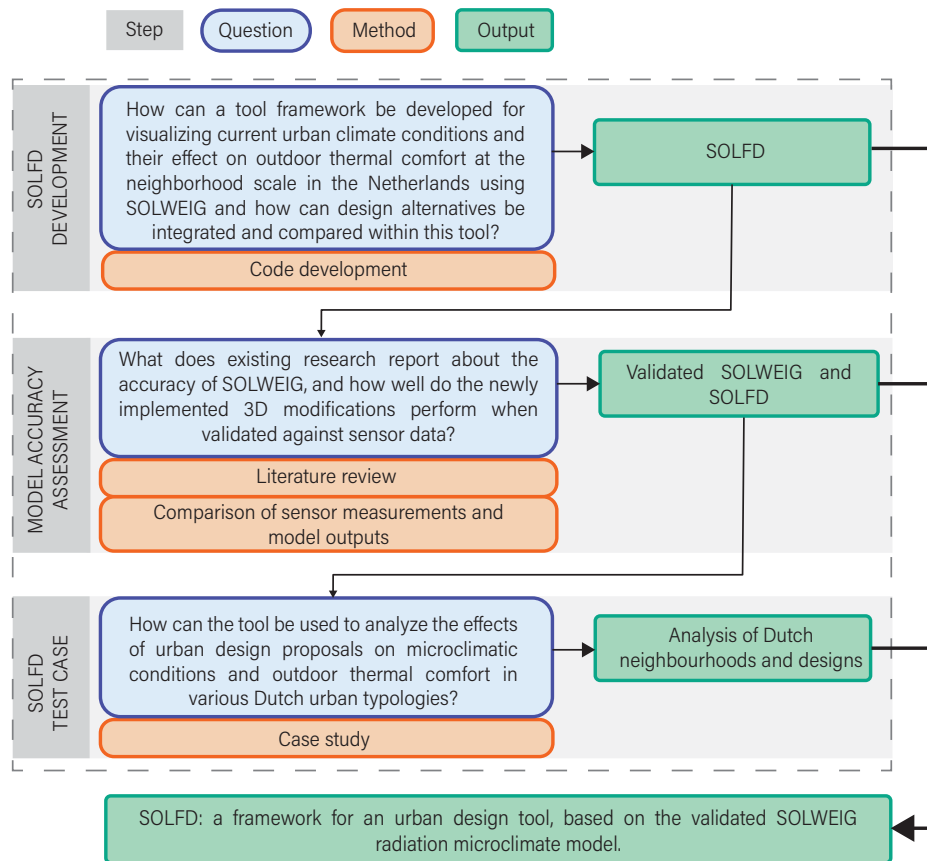 Step
Question
Method
Output
SOLFD
DEVELOPMENT
How can a tool framework be developed for
visualizing current urban climate conditions and
their effect on outdoor thermal comfort at the
neighborhood scale in the Netherlands using
SOLWEIG and how can design alternatives be
integrated and compared within this tool?
Code development
SOLFD
MODEL ACCURACY
ASSESSMENT
What does existing research report about the
accuracy of SOLWEIG, and how well do the newly
implemented 3D modifications perform when
validated against sensor data?
Literature review
Comparison of sensor measurements and
model outputs
Validated SOLWEIG and
SOLFD
SOLFD
TEST CASE
How can the tool be used to analyze the effects
of urban design proposals on microclimatic
conditions and outdoor thermal comfort in
various Dutch urban typologies?
Case study
Analysis of Dutch
neighbourhoods and designs
SOLFD: a framework for an urban design tool, based on the validated SOLWEIG
radiation microclimate model.